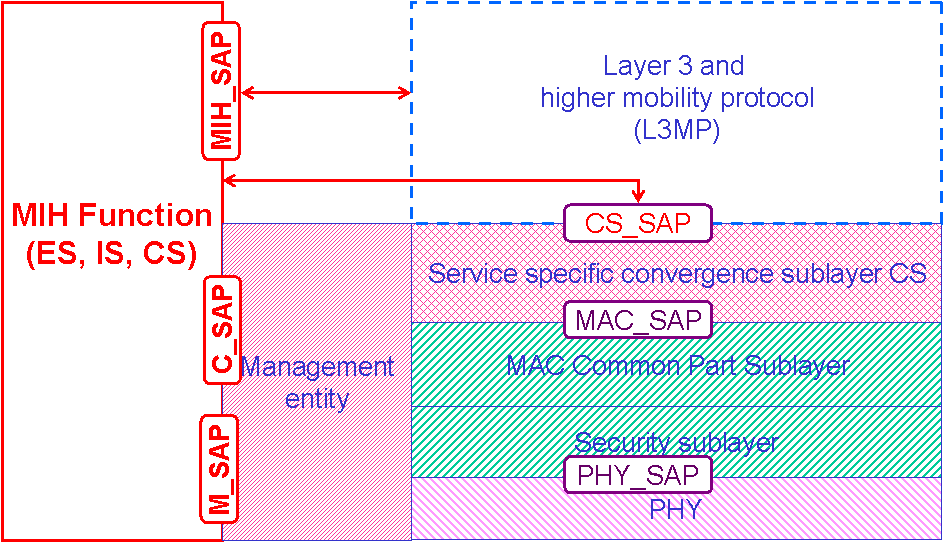 MIH_SAP
Layer 3 and
higher mobility protocol
(L3MP)
MIH Function
(ES, IS, CS)
CS_SAP
Service specific convergence sublayer CS
C_SAP
MAC_SAP
Management
entity
MAC Common Part Sublayer
M_SAP
Security sublayer
PHY_SAP
PHY